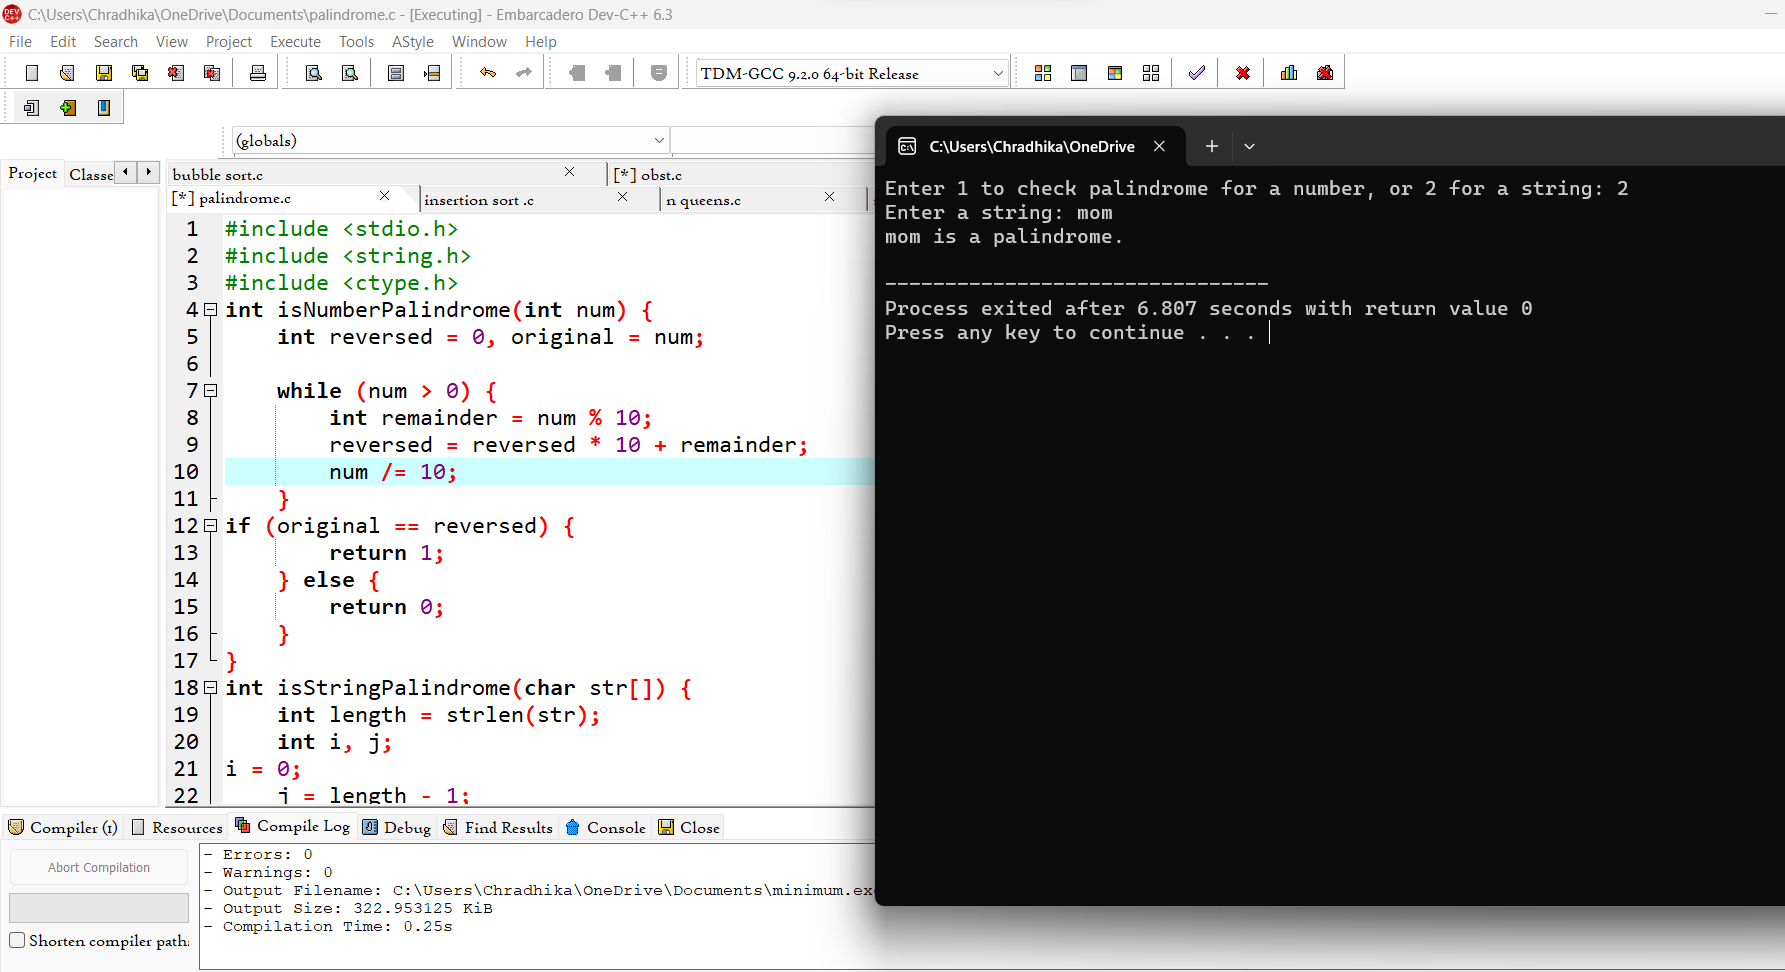 C:\Users\Chradhika\OneDrive\Documents\palindrome.c - [Executing] - Embarcadero Dev-C++ 6.3
File Edit Search View Project Execute Tools AStyle Window Help
TDM-GCC 9.2.0 64-bit Release
(globals)
Project Classe
bubble sort.c [*] obst.c
[*] palindrome.c insertion sort .c n queens.c
1 #include <stdio.h>
2 #include <string.h>
3 #include <ctype.h>
4 int isNumberPalindrome(int num) {
5 int reversed = 0, original = num;
6
7 while (num > 0) {
8 int remainder = num % 10;
9 reversed = reversed * 10 + remainder;
10 num /= 10;
11 }
12 if (original == reversed) {
13 return 1;
14 } else {
15 return 0;
16 }
17 }
18 int isStringPalindrome(char str[]) {
19 int length = strlen(str);
20 int i, j;
21 i = 0;
22 j = length - 1;
C:\Users\Chradhika\OneDrive
Enter 1 to check palindrome for a number, or 2 for a string: 2
Enter a string: mom
mom is a palindrome.
--------------------------------
Process exited after 6.807 seconds with return value 0
Press any key to continue . . .
Compiler (1) Resources Compile Log Debug Find Results Console Close
Abort Compilation
Shorten compiler path
- Errors: 0
- Warnings: 0
- Output Filename: C:\Users\Chradhika\OneDrive\Documents\minimum.ex
- Output Size: 322.953125 KiB
- Compilation Time: 0.25s